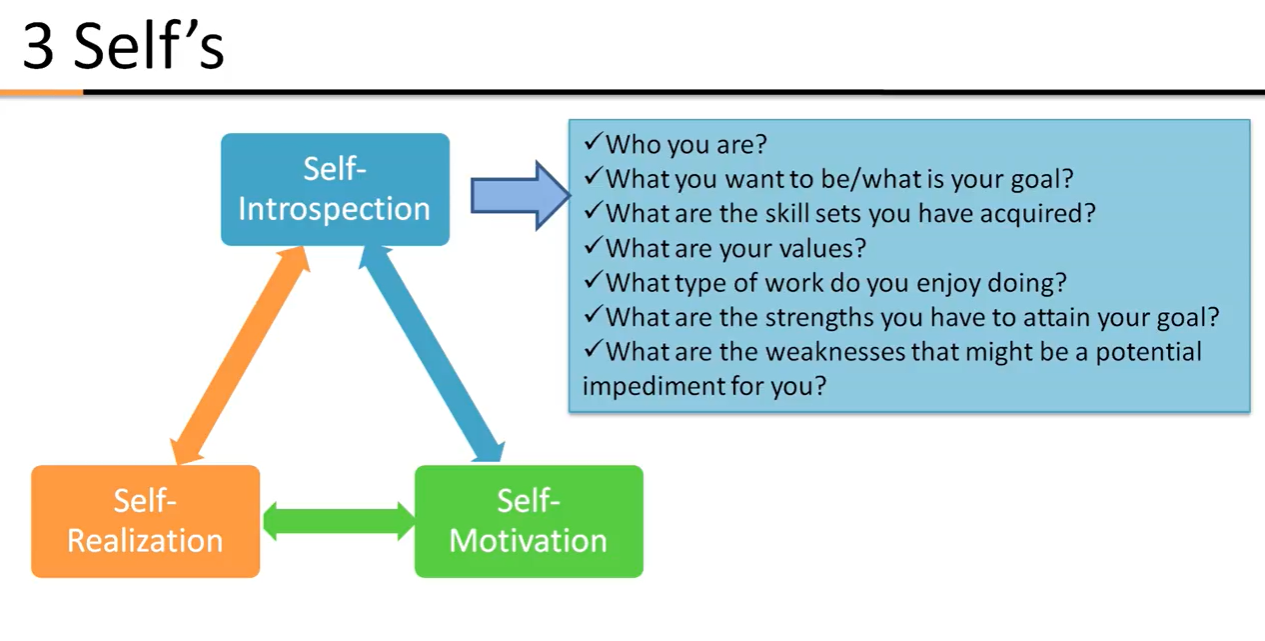 3 Self’s
Self-
Introspection
✓Who you are?
✓What you want to be/what is your goal?
✓What are the skill sets you have acquired?
✓What are your values?
✓What type of work do you enjoy doing?
✓What are the strengths you have to attain your goal?
✓What are the weaknesses that might be a potential
impediment for you?
Self-
Realization
Self-
Motivation